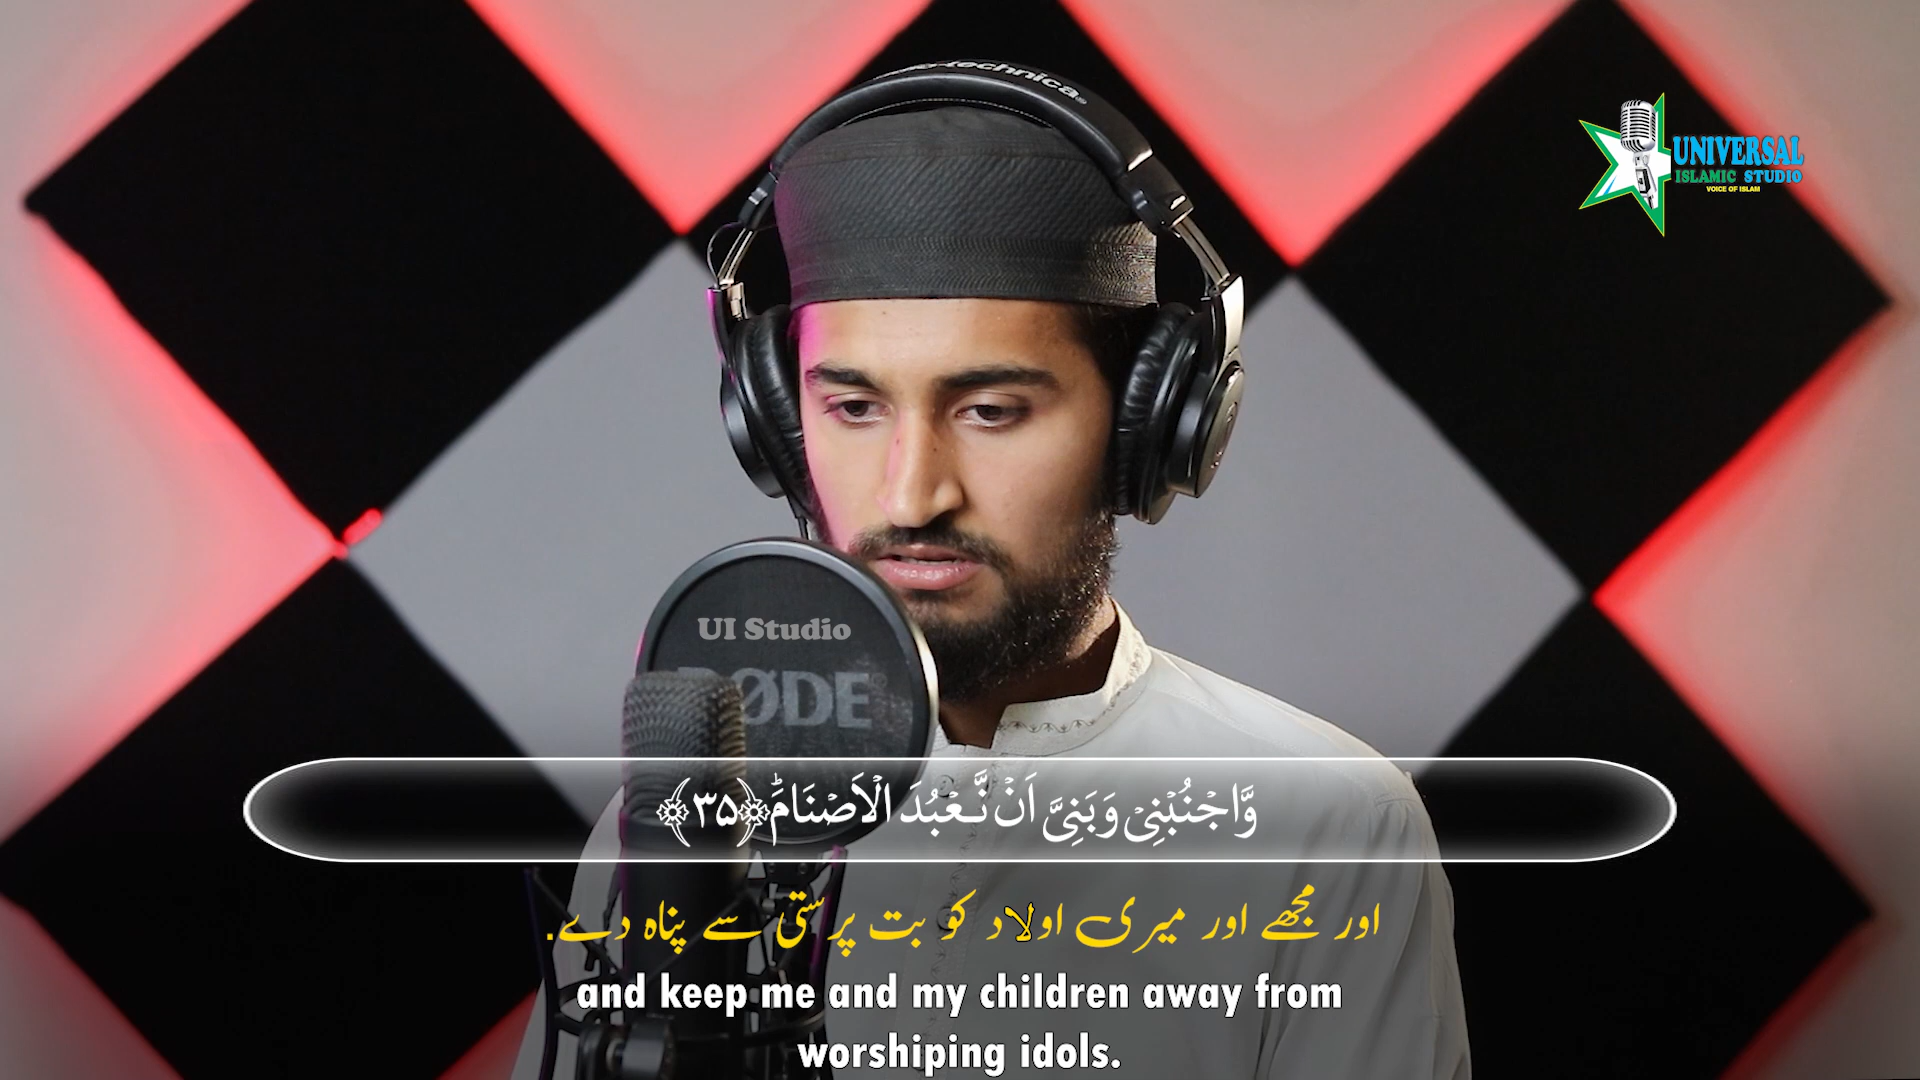 audio-technica
UNIVERSAL
ISLAMIC STUDIO
VOICE OF ISLAM
UI Studio
RØDE
وَّاجْنُبْنِیْ وَبَنِیَّ اَنْ نَّعْبُدَ الْاَصْنَامَؕ﴿۳۵﴾
اور مجھے اور میری اولاد کو بت پرستی سے پناہ دے.
and keep me and my children away from
worshiping idols.